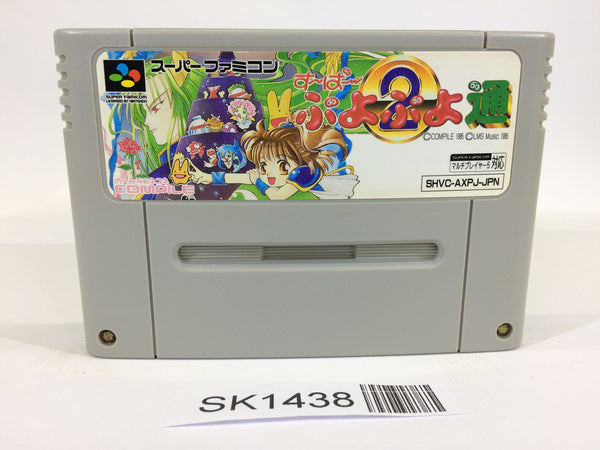 スーパーファミコン
SUPER FAMICOM
LICENSED BY NINTENDO
す〜ぱ〜
ぷよ2ぷよ通
©COMPILE 1995 ©LMS Music 1995
COMPILE
SUPER FAMICOM
マルチプレイヤー5 対応
SHVC-AXPJ-JPN
SK1438